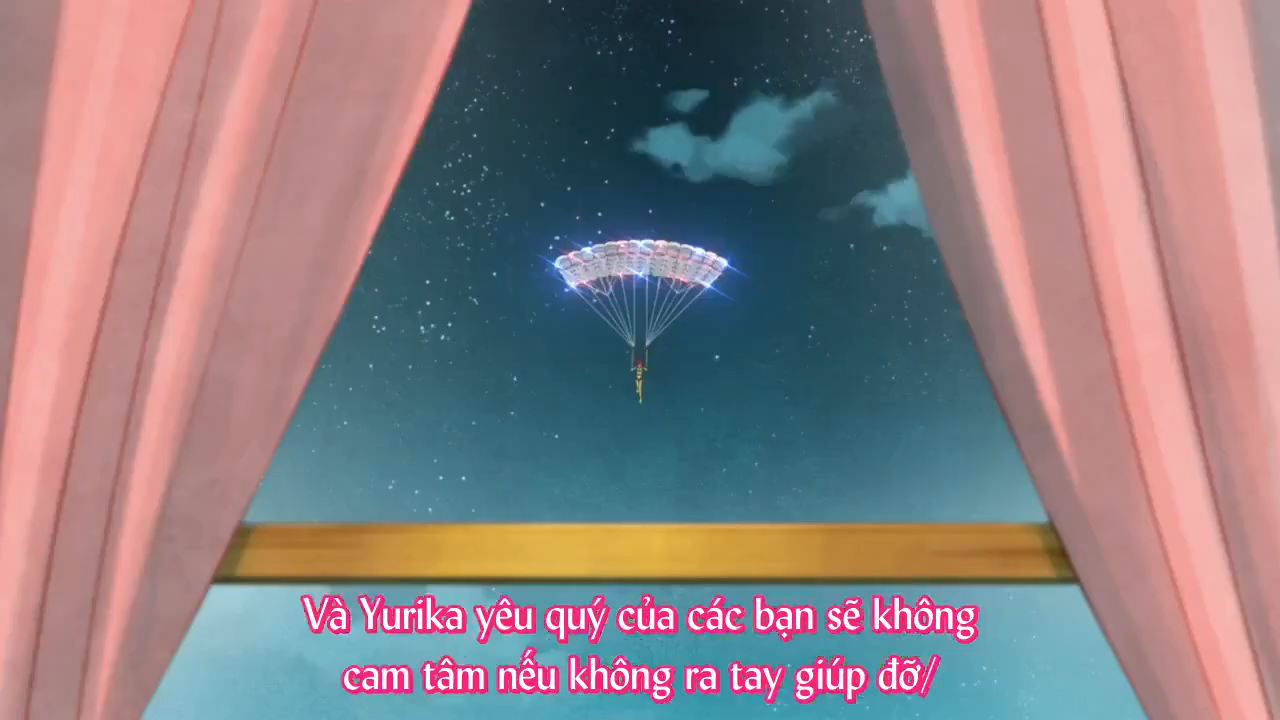 Và Yurika yêu quý của các bạn sẽ không
cam tâm nếu không ra tay giúp đỡ/